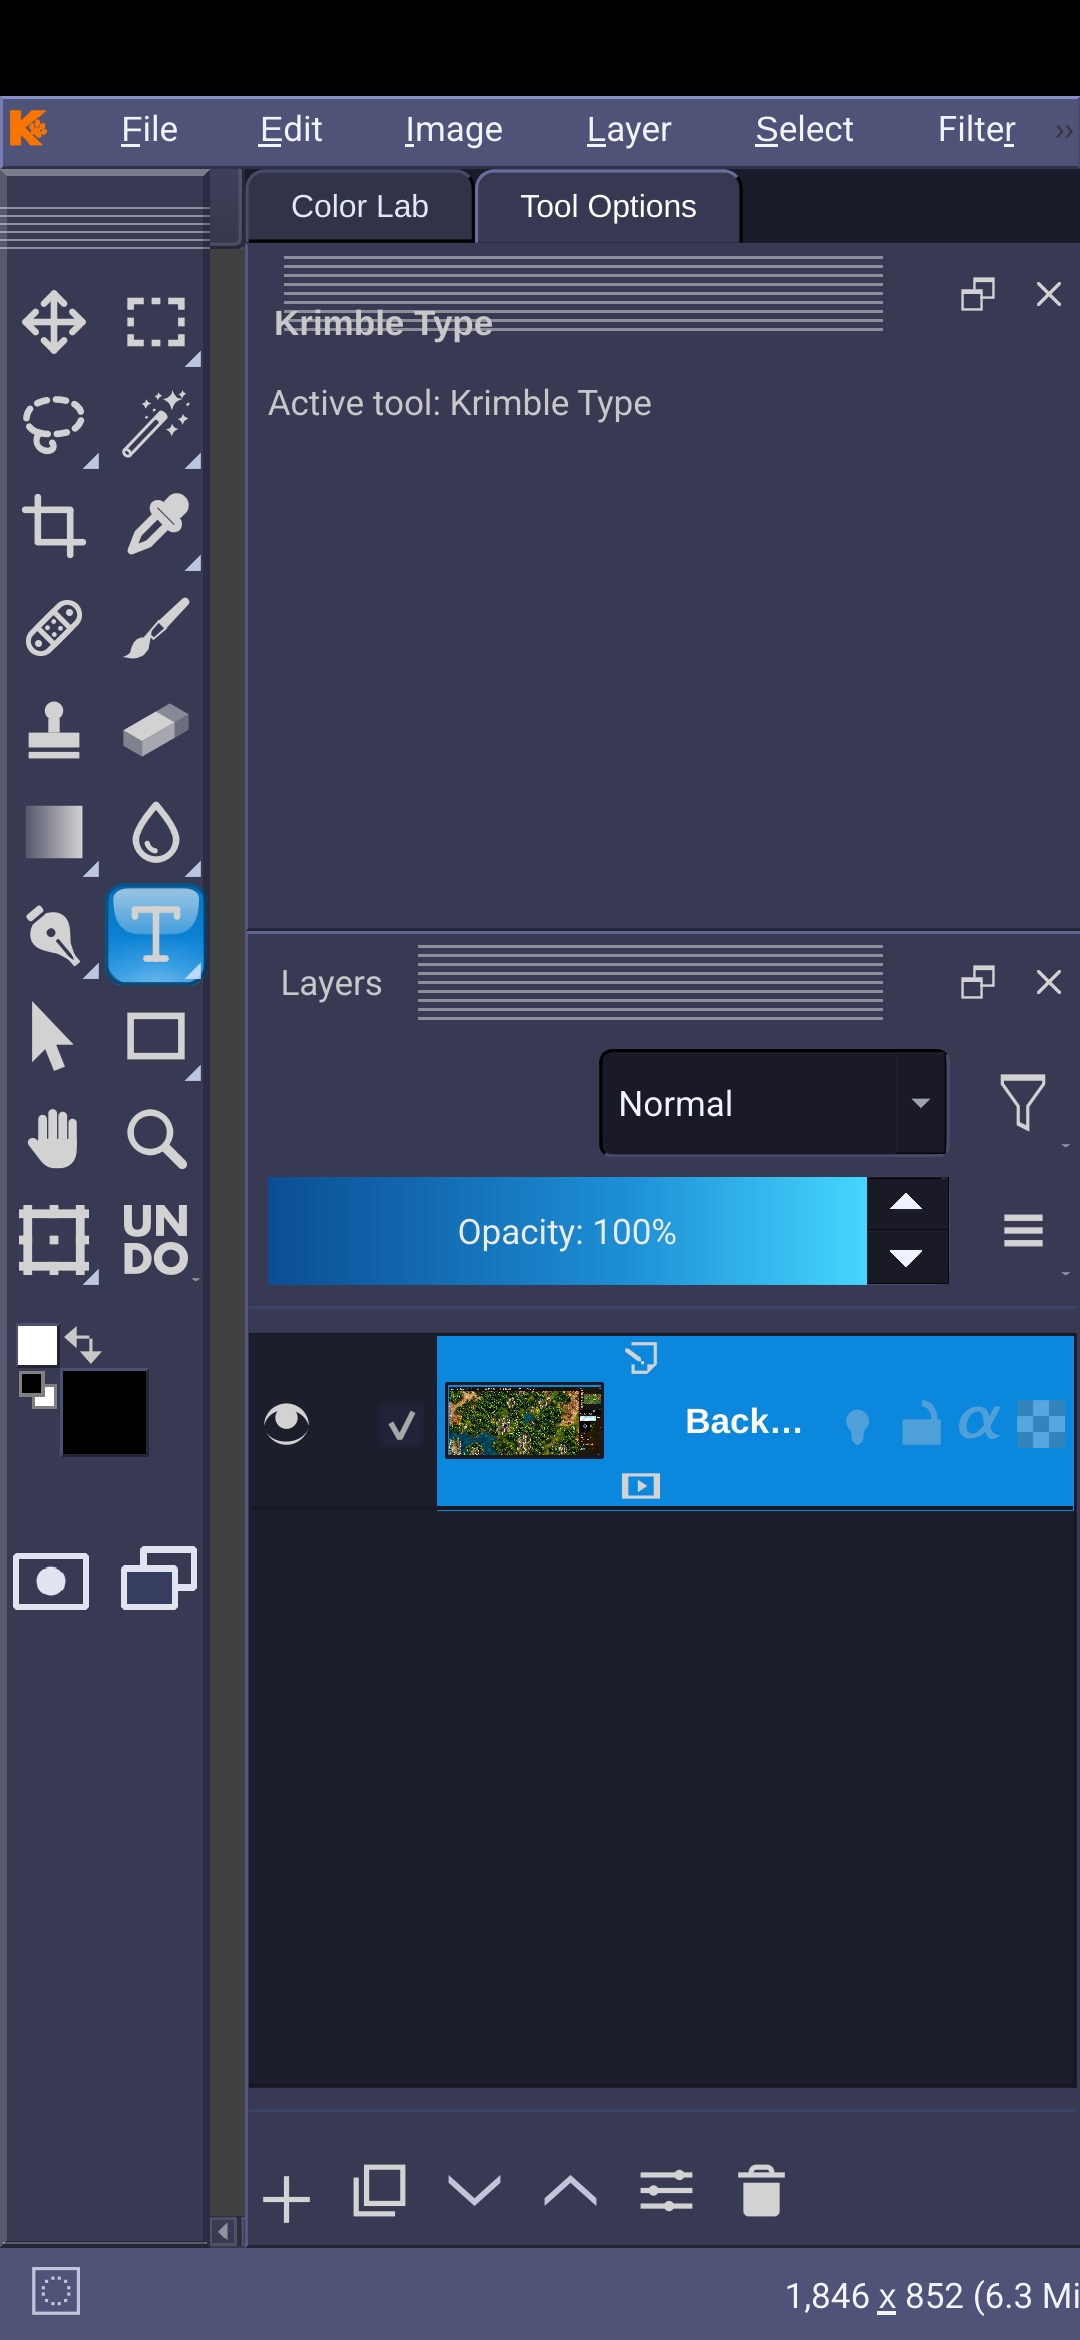 File Edit Image Layer Select Filter »
Color Lab Tool Options
Krimble Type
Active tool: Krimble Type
Layers
Normal
Opacity: 100%
UN
DO
Back... α
1,846 x 852 (6.3 Mi